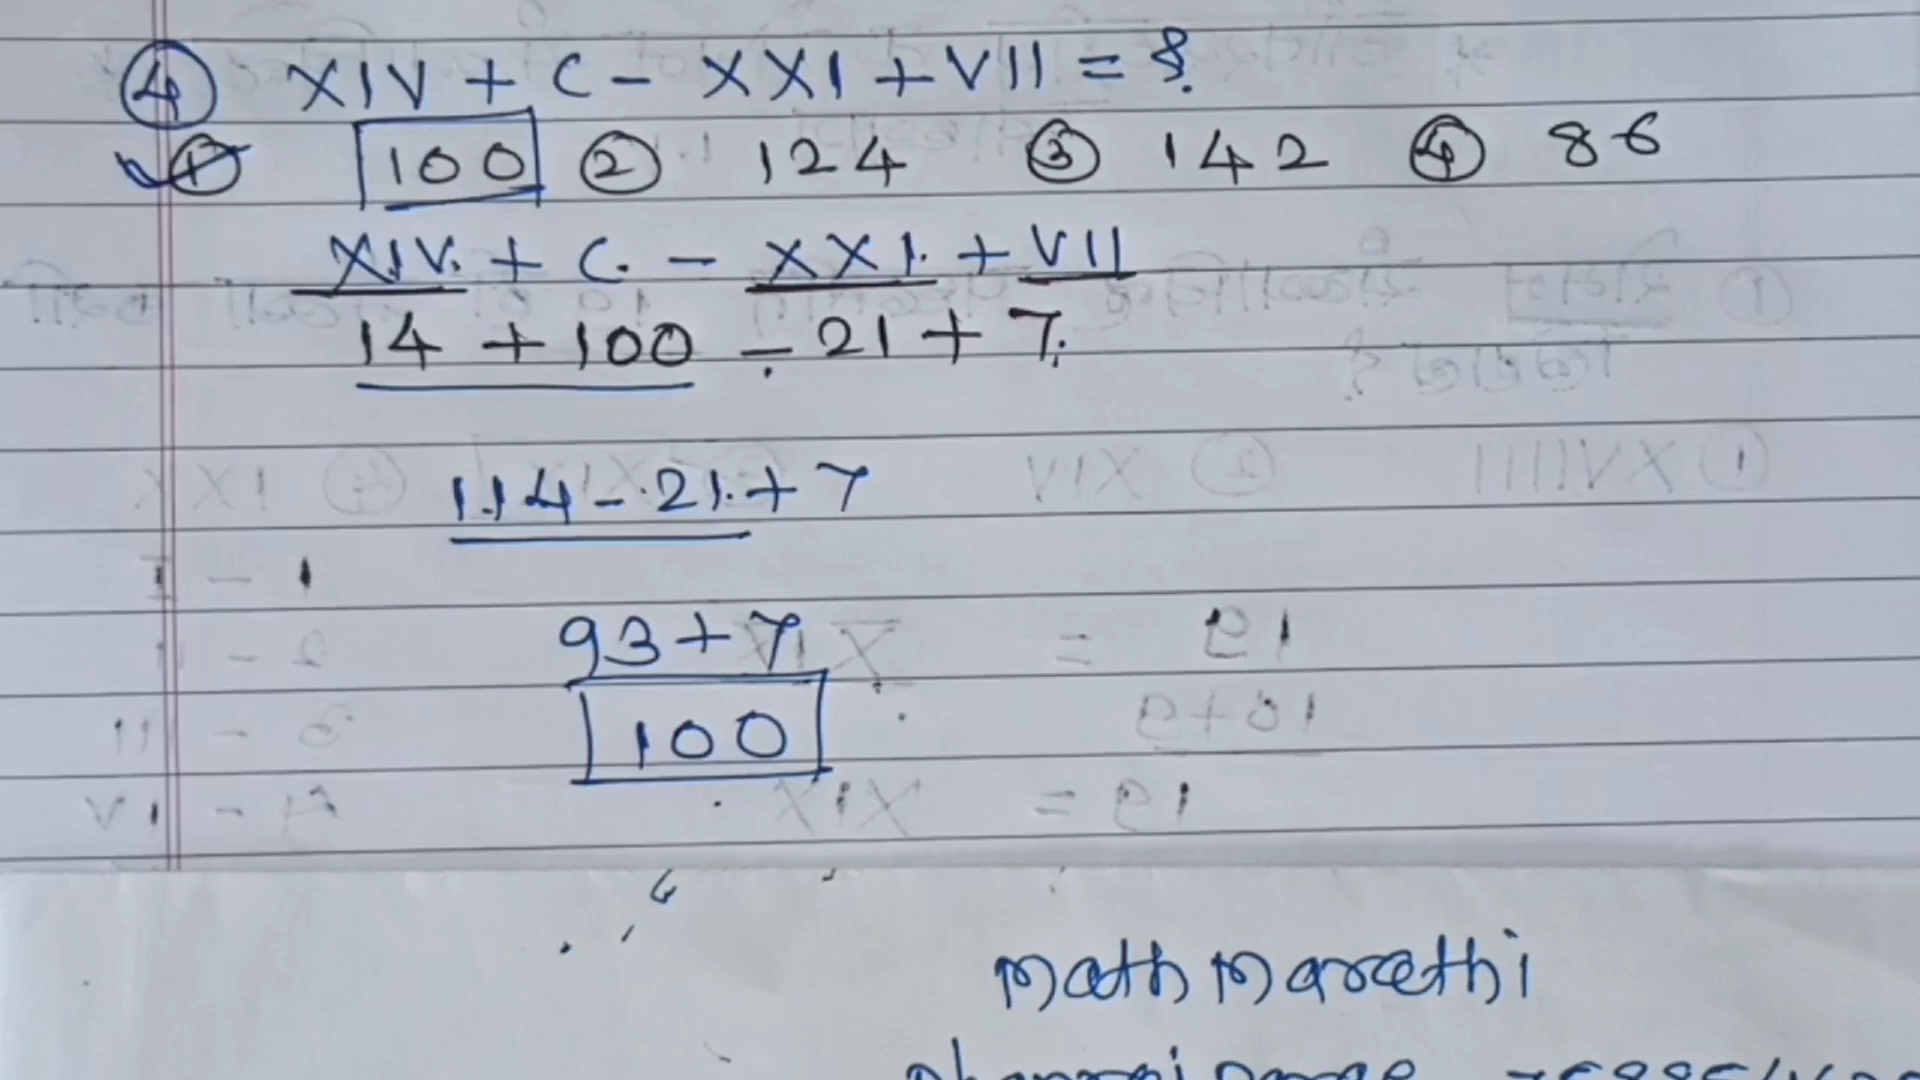 ④ XIV + C - XXI + VII = ?
① 100 ② 124 ③ 142 ④ 86
XIV + C - XXI + VII
14 + 100 - 21 + 7
114 - 21 + 7
93 + 7
100
math marathi